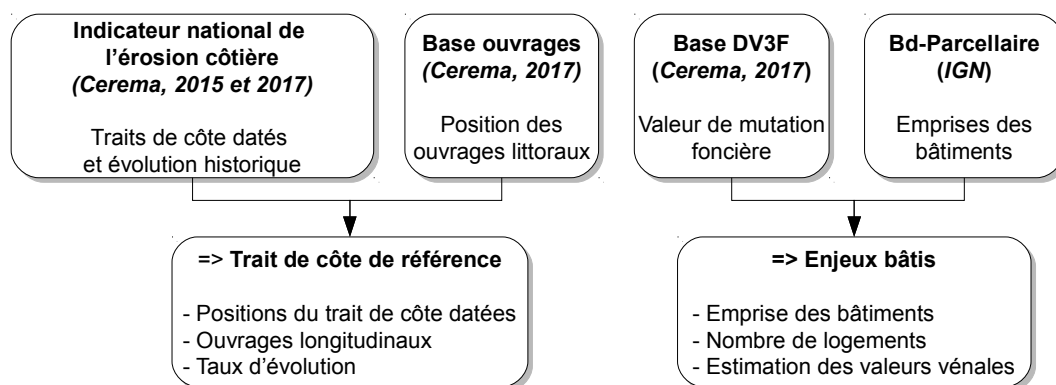 Indicateur national de
l'érosion côtière
(Cerema, 2015 et 2017)
Traits de côte datés
et évolution historique
Base ouvrages
(Cerema, 2017)
Position des
ouvrages littoraux
Base DV3F
(Cerema, 2017)
Valeur de mutation
foncière
Bd-Parcellaire
(IGN)
Emprises des
bâtiments
=> Trait de côte de référence
- Positions du trait de côte datées
- Ouvrages longitudinaux
- Taux d'évolution
=> Enjeux bâtis
- Emprise des bâtiments
- Nombre de logements
- Estimation des valeurs vénales